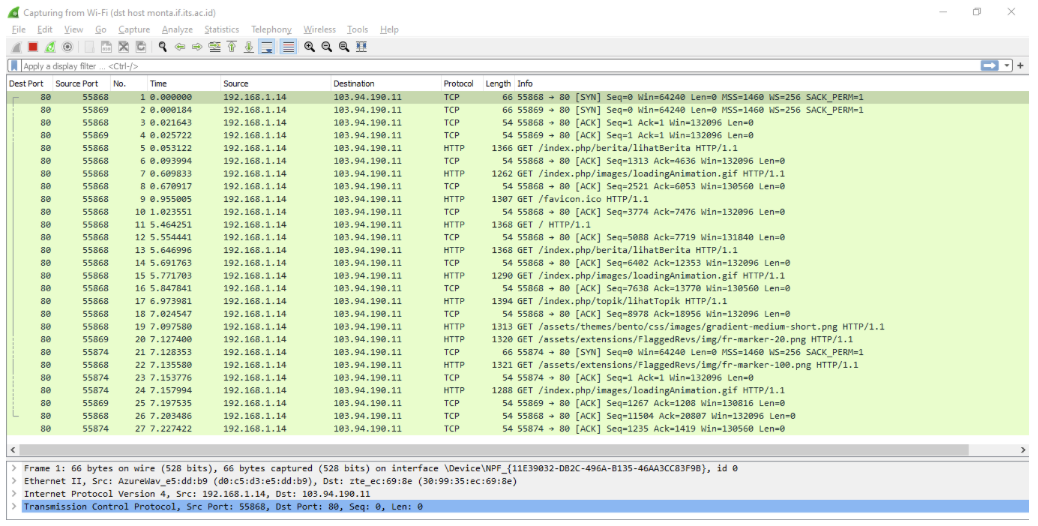 Capturing from Wi-Fi (dst host monta.if.its.ac.id)
File Edit View Go Capture Analyze Statistics Telephony Wireless Tools Help
Apply a display filter ... <Ctrl-/>
Dest Port Source Port No. Time Source Destination Protocol Length Info
80 55868 1 0.000000 192.168.1.14 103.94.190.11 TCP 66 55868 → 80 [SYN] Seq=0 Win=64240 Len=0 MSS=1460 WS=256 SACK_PERM=1
80 55869 2 0.000184 192.168.1.14 103.94.190.11 TCP 66 55869 → 80 [SYN] Seq=0 Win=64240 Len=0 MSS=1460 WS=256 SACK_PERM=1
80 55868 3 0.021643 192.168.1.14 103.94.190.11 TCP 54 55868 → 80 [ACK] Seq=1 Ack=1 Win=132096 Len=0
80 55869 4 0.025722 192.168.1.14 103.94.190.11 TCP 54 55869 → 80 [ACK] Seq=1 Ack=1 Win=132096 Len=0
80 55868 5 0.053122 192.168.1.14 103.94.190.11 HTTP 1366 GET /index.php/berita/lihatBerita HTTP/1.1
80 55868 6 0.093994 192.168.1.14 103.94.190.11 TCP 54 55868 → 80 [ACK] Seq=1313 Ack=4636 Win=132096 Len=0
80 55868 7 0.609833 192.168.1.14 103.94.190.11 HTTP 1262 GET /index.php/images/loadingAnimation.gif HTTP/1.1
80 55868 8 0.670917 192.168.1.14 103.94.190.11 TCP 54 55868 → 80 [ACK] Seq=2521 Ack=6053 Win=130560 Len=0
80 55868 9 0.955005 192.168.1.14 103.94.190.11 HTTP 1307 GET /favicon.ico HTTP/1.1
80 55868 10 1.023551 192.168.1.14 103.94.190.11 TCP 54 55868 → 80 [ACK] Seq=3774 Ack=7476 Win=132096 Len=0
80 55868 11 5.464251 192.168.1.14 103.94.190.11 HTTP 1368 GET / HTTP/1.1
80 55868 12 5.554441 192.168.1.14 103.94.190.11 TCP 54 55868 → 80 [ACK] Seq=5088 Ack=7719 Win=131840 Len=0
80 55868 13 5.646996 192.168.1.14 103.94.190.11 HTTP 1368 GET /index.php/berita/lihatBerita HTTP/1.1
80 55868 14 5.691763 192.168.1.14 103.94.190.11 TCP 54 55868 → 80 [ACK] Seq=6402 Ack=12353 Win=132096 Len=0
80 55868 15 5.771703 192.168.1.14 103.94.190.11 HTTP 1290 GET /index.php/images/loadingAnimation.gif HTTP/1.1
80 55868 16 5.847841 192.168.1.14 103.94.190.11 TCP 54 55868 → 80 [ACK] Seq=7638 Ack=13770 Win=130560 Len=0
80 55868 17 6.973981 192.168.1.14 103.94.190.11 HTTP 1394 GET /index.php/topik/lihatTopik HTTP/1.1
80 55868 18 7.024547 192.168.1.14 103.94.190.11 TCP 54 55868 → 80 [ACK] Seq=8978 Ack=18956 Win=132096 Len=0
80 55868 19 7.097580 192.168.1.14 103.94.190.11 HTTP 1313 GET /assets/themes/bento/css/images/gradient-medium-short.png HTTP/1.1
80 55869 20 7.127400 192.168.1.14 103.94.190.11 HTTP 1320 GET /assets/extensions/FlaggedRevs/img/fr-marker-20.png HTTP/1.1
80 55874 21 7.128353 192.168.1.14 103.94.190.11 TCP 66 55874 → 80 [SYN] Seq=0 Win=64240 Len=0 MSS=1460 WS=256 SACK_PERM=1
80 55868 22 7.135580 192.168.1.14 103.94.190.11 HTTP 1321 GET /assets/extensions/FlaggedRevs/img/fr-marker-100.png HTTP/1.1
80 55874 23 7.153776 192.168.1.14 103.94.190.11 TCP 54 55874 → 80 [ACK] Seq=1 Ack=1 Win=132096 Len=0
80 55874 24 7.157994 192.168.1.14 103.94.190.11 HTTP 1288 GET /index.php/images/loadingAnimation.gif HTTP/1.1
80 55869 25 7.197535 192.168.1.14 103.94.190.11 TCP 54 55869 → 80 [ACK] Seq=1267 Ack=1208 Win=130816 Len=0
80 55868 26 7.203486 192.168.1.14 103.94.190.11 TCP 54 55868 → 80 [ACK] Seq=11504 Ack=20807 Win=132096 Len=0
80 55874 27 7.227422 192.168.1.14 103.94.190.11 TCP 54 55874 → 80 [ACK] Seq=1235 Ack=1419 Win=130560 Len=0
Frame 1: 66 bytes on wire (528 bits), 66 bytes captured (528 bits) on interface \Device\NPF_{11E39032-DB2C-496A-B135-46AA3CC83F9B}, id 0
Ethernet II, Src: AzureWav_e5:dd:b9 (d0:c5:d3:e5:dd:b9), Dst: zte_ec:69:8e (30:99:35:ec:69:8e)
Internet Protocol Version 4, Src: 192.168.1.14, Dst: 103.94.190.11
Transmission Control Protocol, Src Port: 55868, Dst Port: 80, Seq: 0, Len: 0